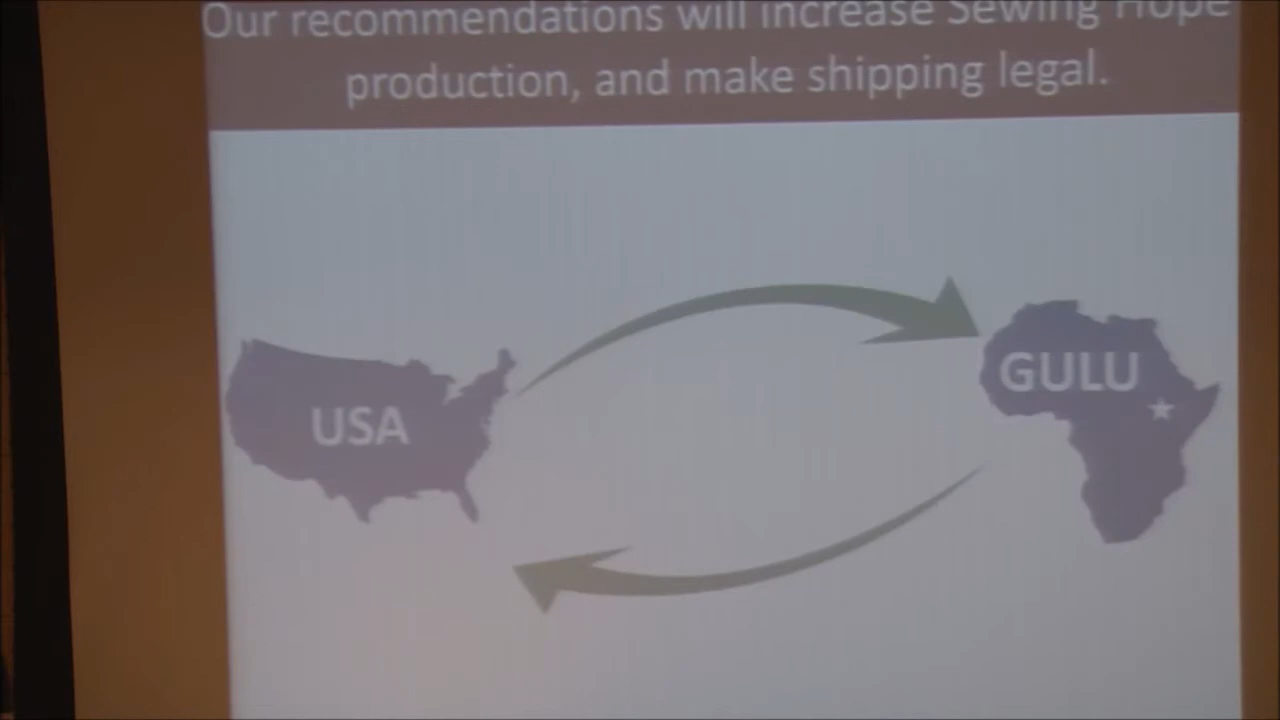 Our recommendations will increase Sewing Hope
production, and make shipping legal.
GULU
USA